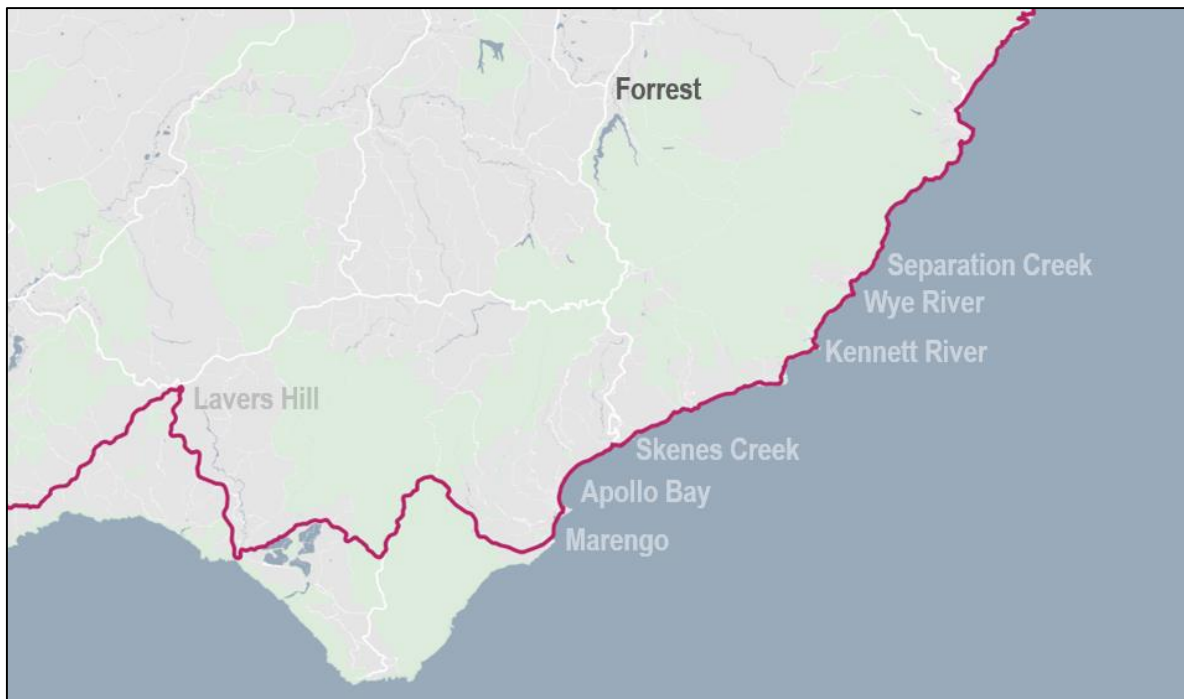 Forrest
Separation Creek
Wye River
Kennett River
Lavers Hill
Skenes Creek
Apollo Bay
Marengo